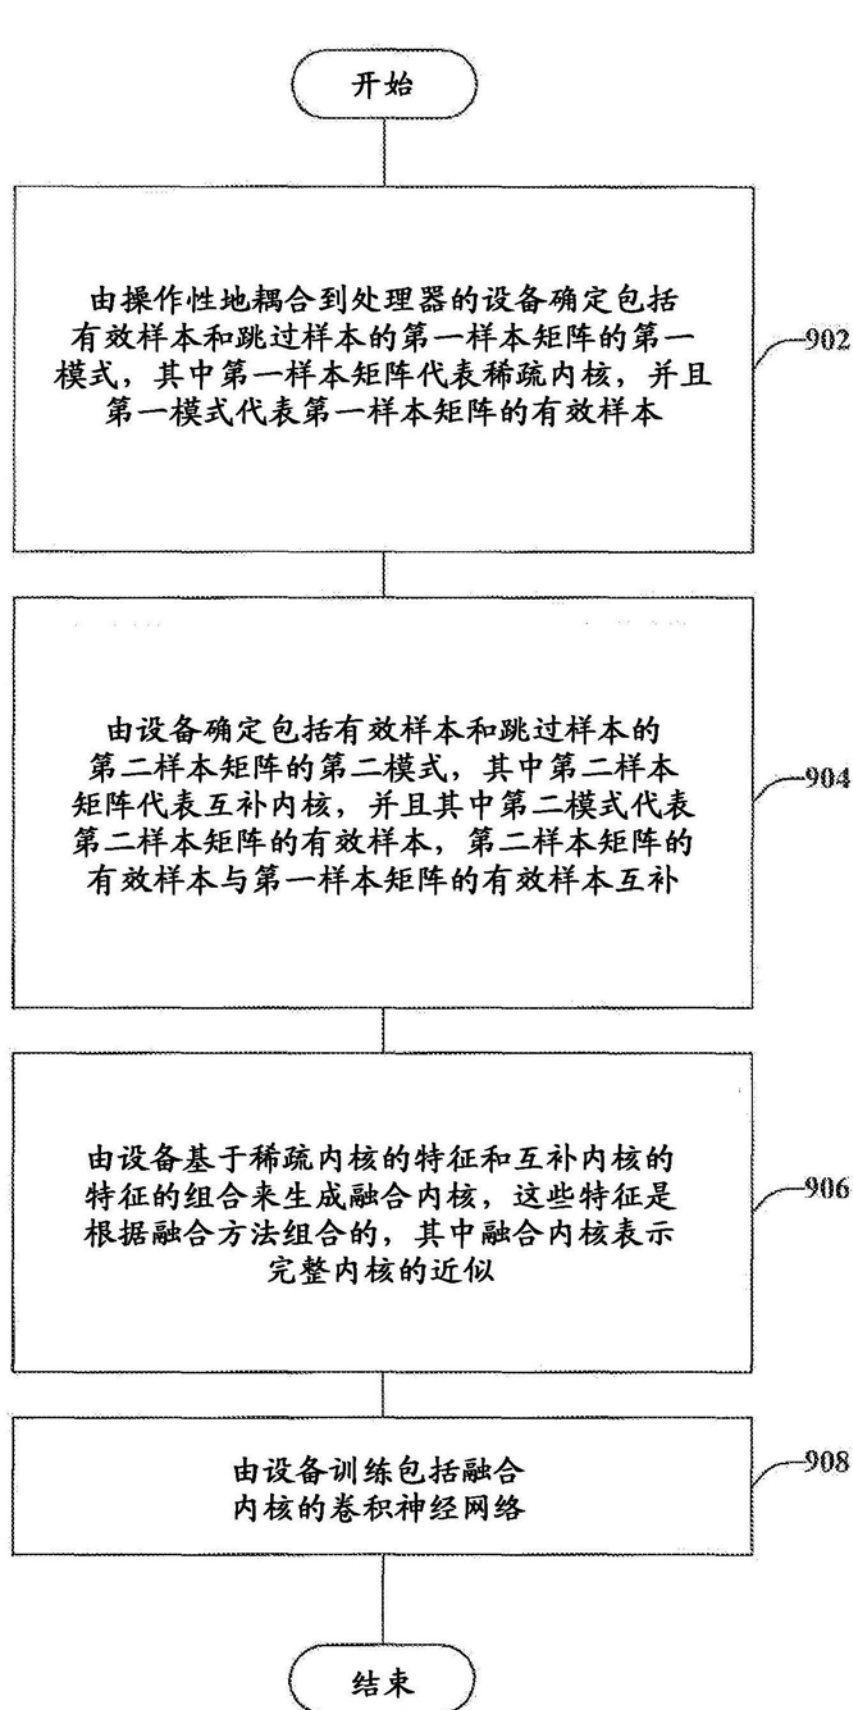 开始
由操作性地耦合到处理器的设备确定包括
有效样本和跳过样本的第一样本矩阵的第一
模式，其中第一样本矩阵代表稀疏内核，并且
第一模式代表第一样本矩阵的有效样本
902
由设备确定包括有效样本和跳过样本的
第二样本矩阵的第二模式，其中第二样本
矩阵代表互补内核，并且其中第二模式代表
第二样本矩阵的有效样本，第二样本矩阵的
有效样本与第一样本矩阵的有效样本互补
904
由设备基于稀疏内核的特征和互补内核的
特征的组合来生成融合内核，这些特征是
根据融合方法组合的，其中融合内核表示
完整内核的近似
906
由设备训练包括融合
内核的卷积神经网络
908
结束